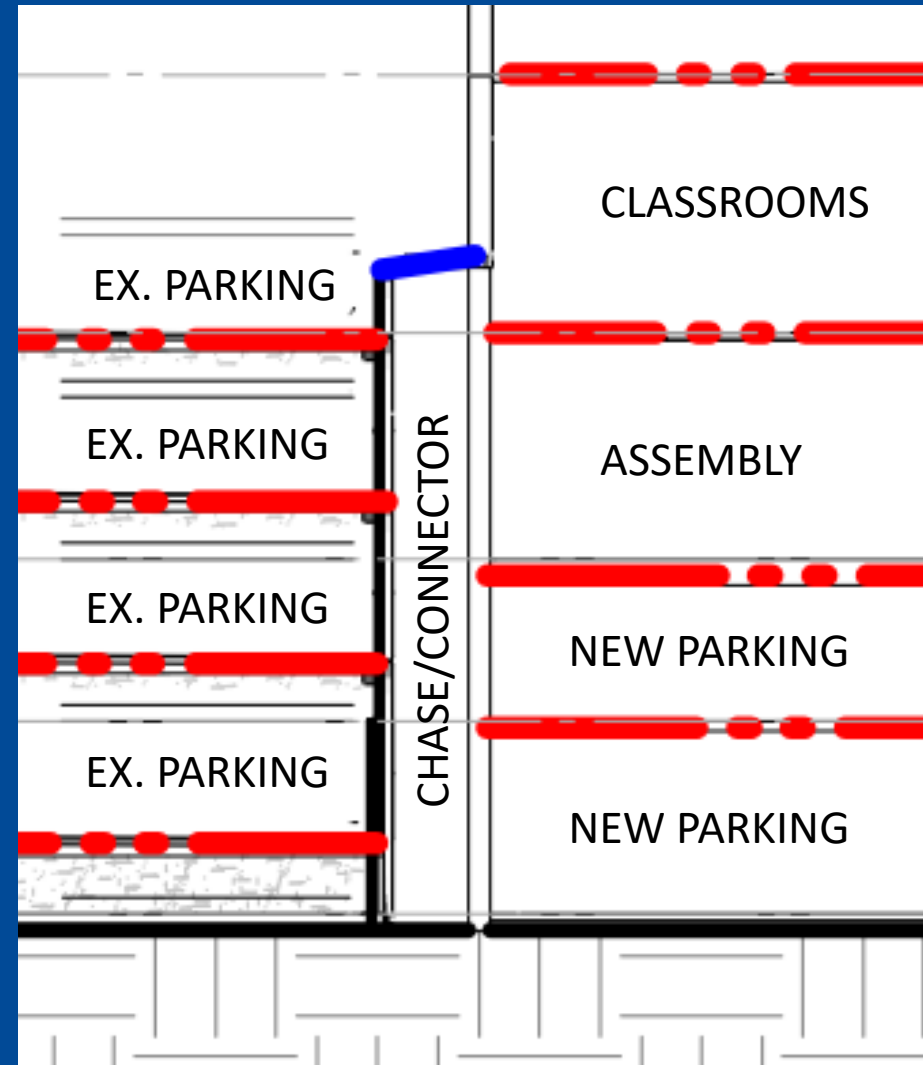 CLASSROOMS
EX. PARKING
EX. PARKING
ASSEMBLY
CHASE/CONNECTOR
EX. PARKING
NEW PARKING
EX. PARKING
NEW PARKING